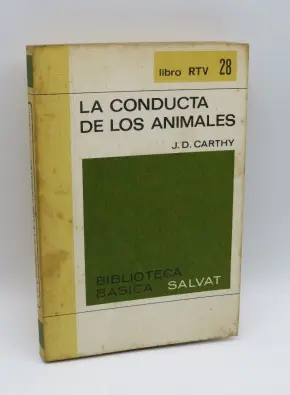 libro RTV 28
LA CONDUCTA
DE LOS ANIMALES
J. D. CARTHY
BIBLIOTECA
BASICA SALVAT